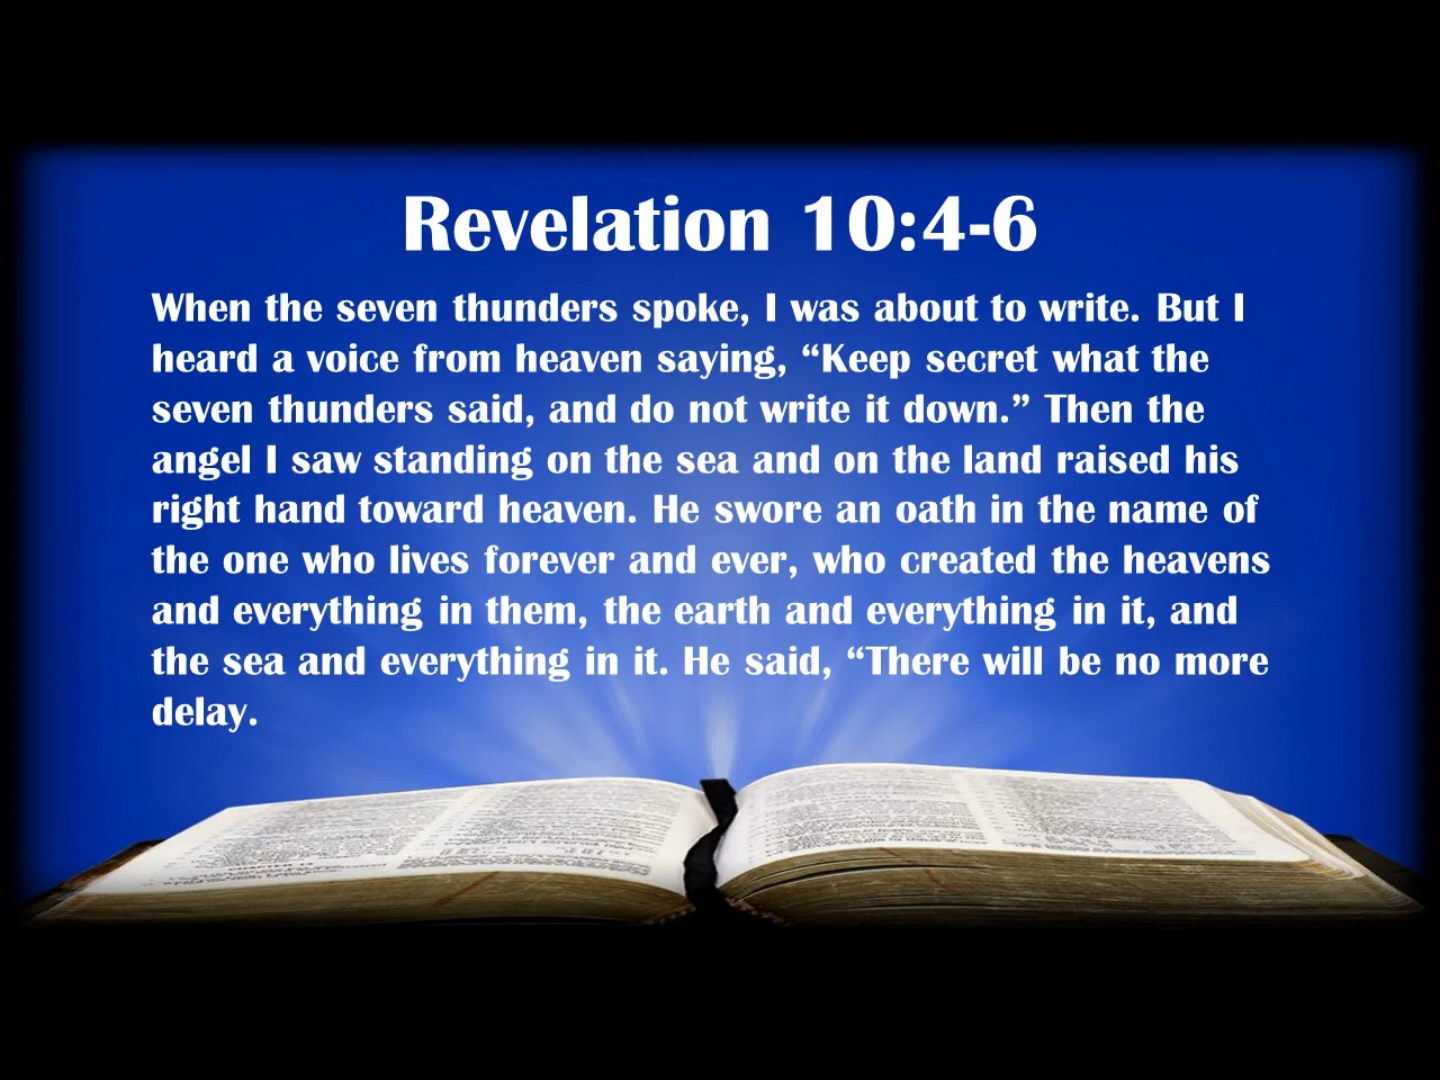 Revelation 10:4-6
When the seven thunders spoke, I was about to write. But I
heard a voice from heaven saying, “Keep secret what the
seven thunders said, and do not write it down.” Then the
angel I saw standing on the sea and on the land raised his
right hand toward heaven. He swore an oath in the name of
the one who lives forever and ever, who created the heavens
and everything in them, the earth and everything in it, and
the sea and everything in it. He said, “There will be no more
delay.